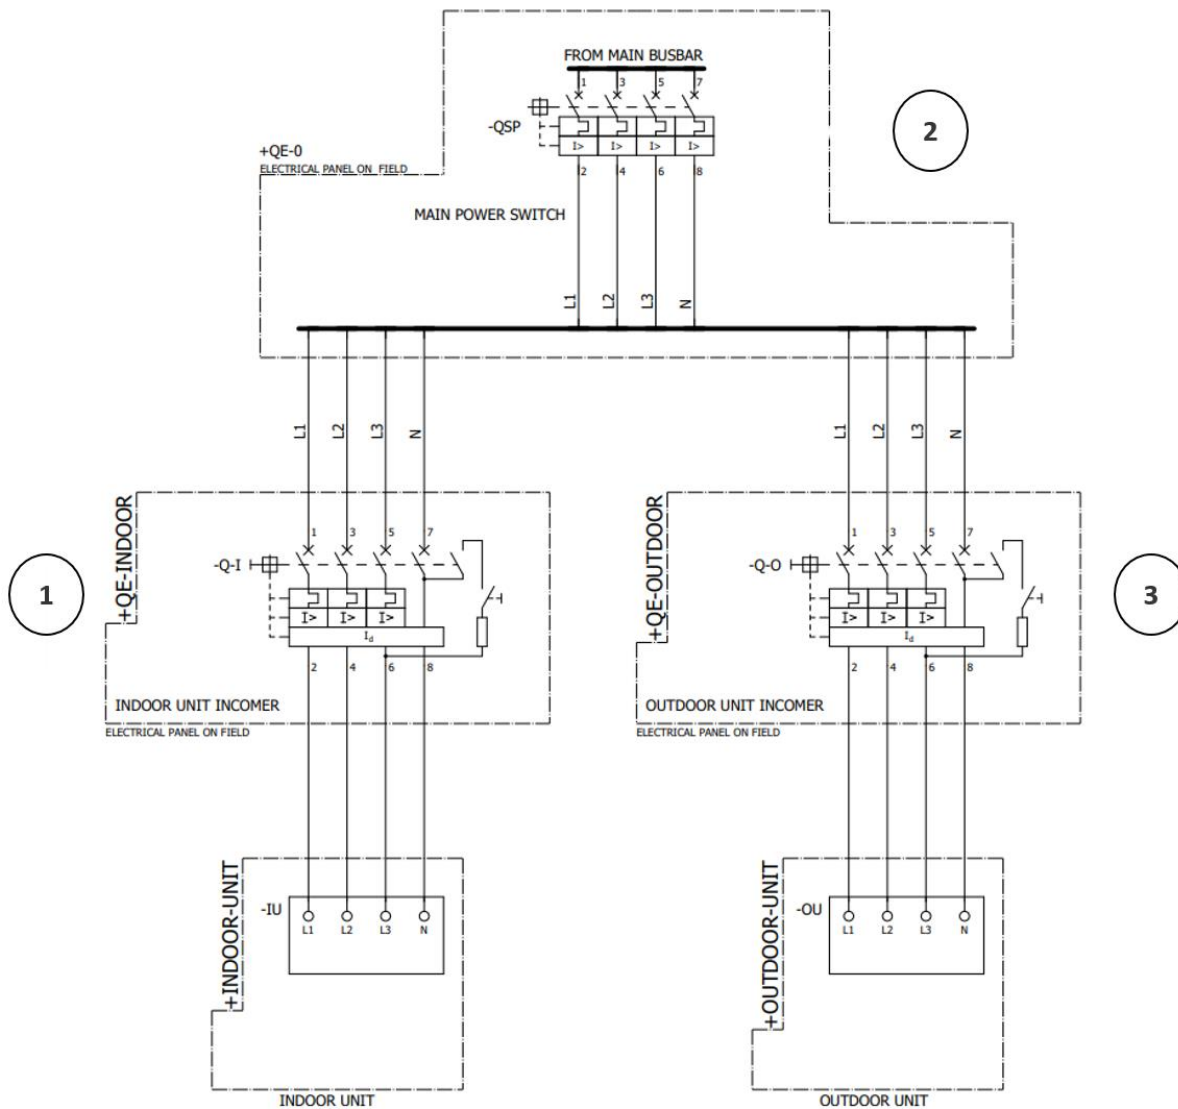 FROM MAIN BUSBAR
1 3 5 7
-QSP
I> I> I> I>
2 4 6 8
2
+QE-0
ELECTRICAL PANEL ON FIELD
MAIN POWER SWITCH
L1 L2 L3 N
L1 L2 L3 N
L1 L2 L3 N
+QE-INDOOR
1 3 5 7
-Q-I
I> I> I>
Id
2 4 6 8
1
INDOOR UNIT INCOMER
ELECTRICAL PANEL ON FIELD
+QE-OUTDOOR
1 3 5 7
-Q-O
I> I> I>
Id
2 4 6 8
3
OUTDOOR UNIT INCOMER
ELECTRICAL PANEL ON FIELD
+INDOOR-UNIT
-IU
L1 L2 L3 N
INDOOR UNIT
+OUTDOOR-UNIT
-OU
L1 L2 L3 N
OUTDOOR UNIT